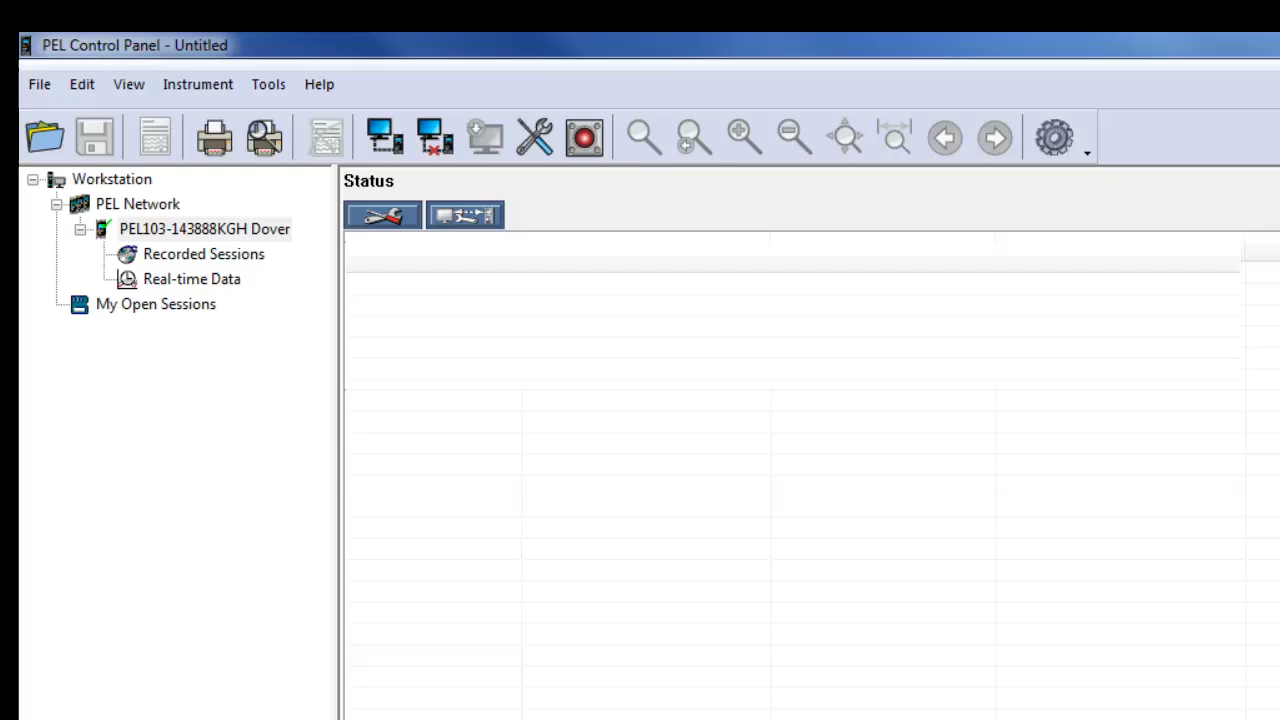 PEL Control Panel - Untitled
File Edit View Instrument Tools Help
Workstation
PEL Network
PEL103-143888KGH Dover
Recorded Sessions
Real-time Data
My Open Sessions
Status